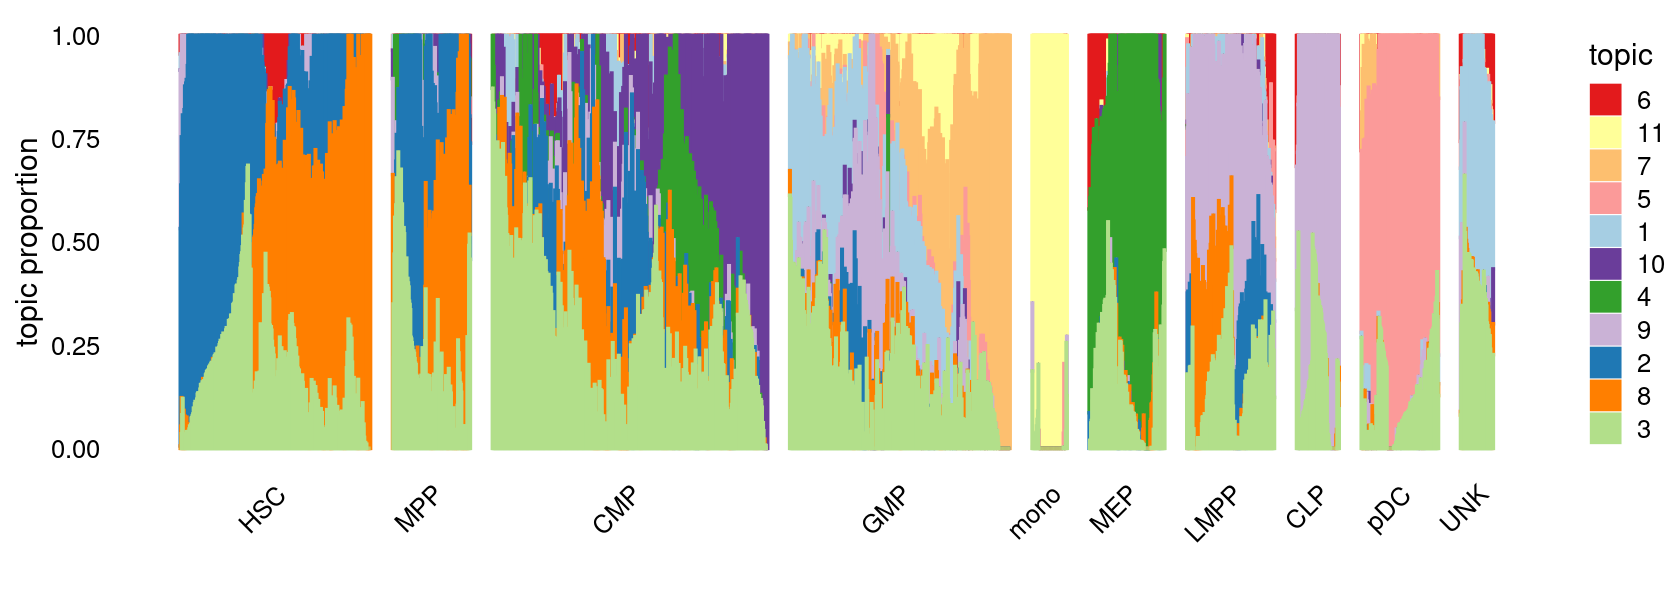 topic proportion
1.00
0.75
0.50
0.25
0.00
HSC
MPP
CMP
GMP
mono
MEP
LMPP
CLP
pDC
UNK
topic
6
11
7
5
1
10
4
9
2
8
3